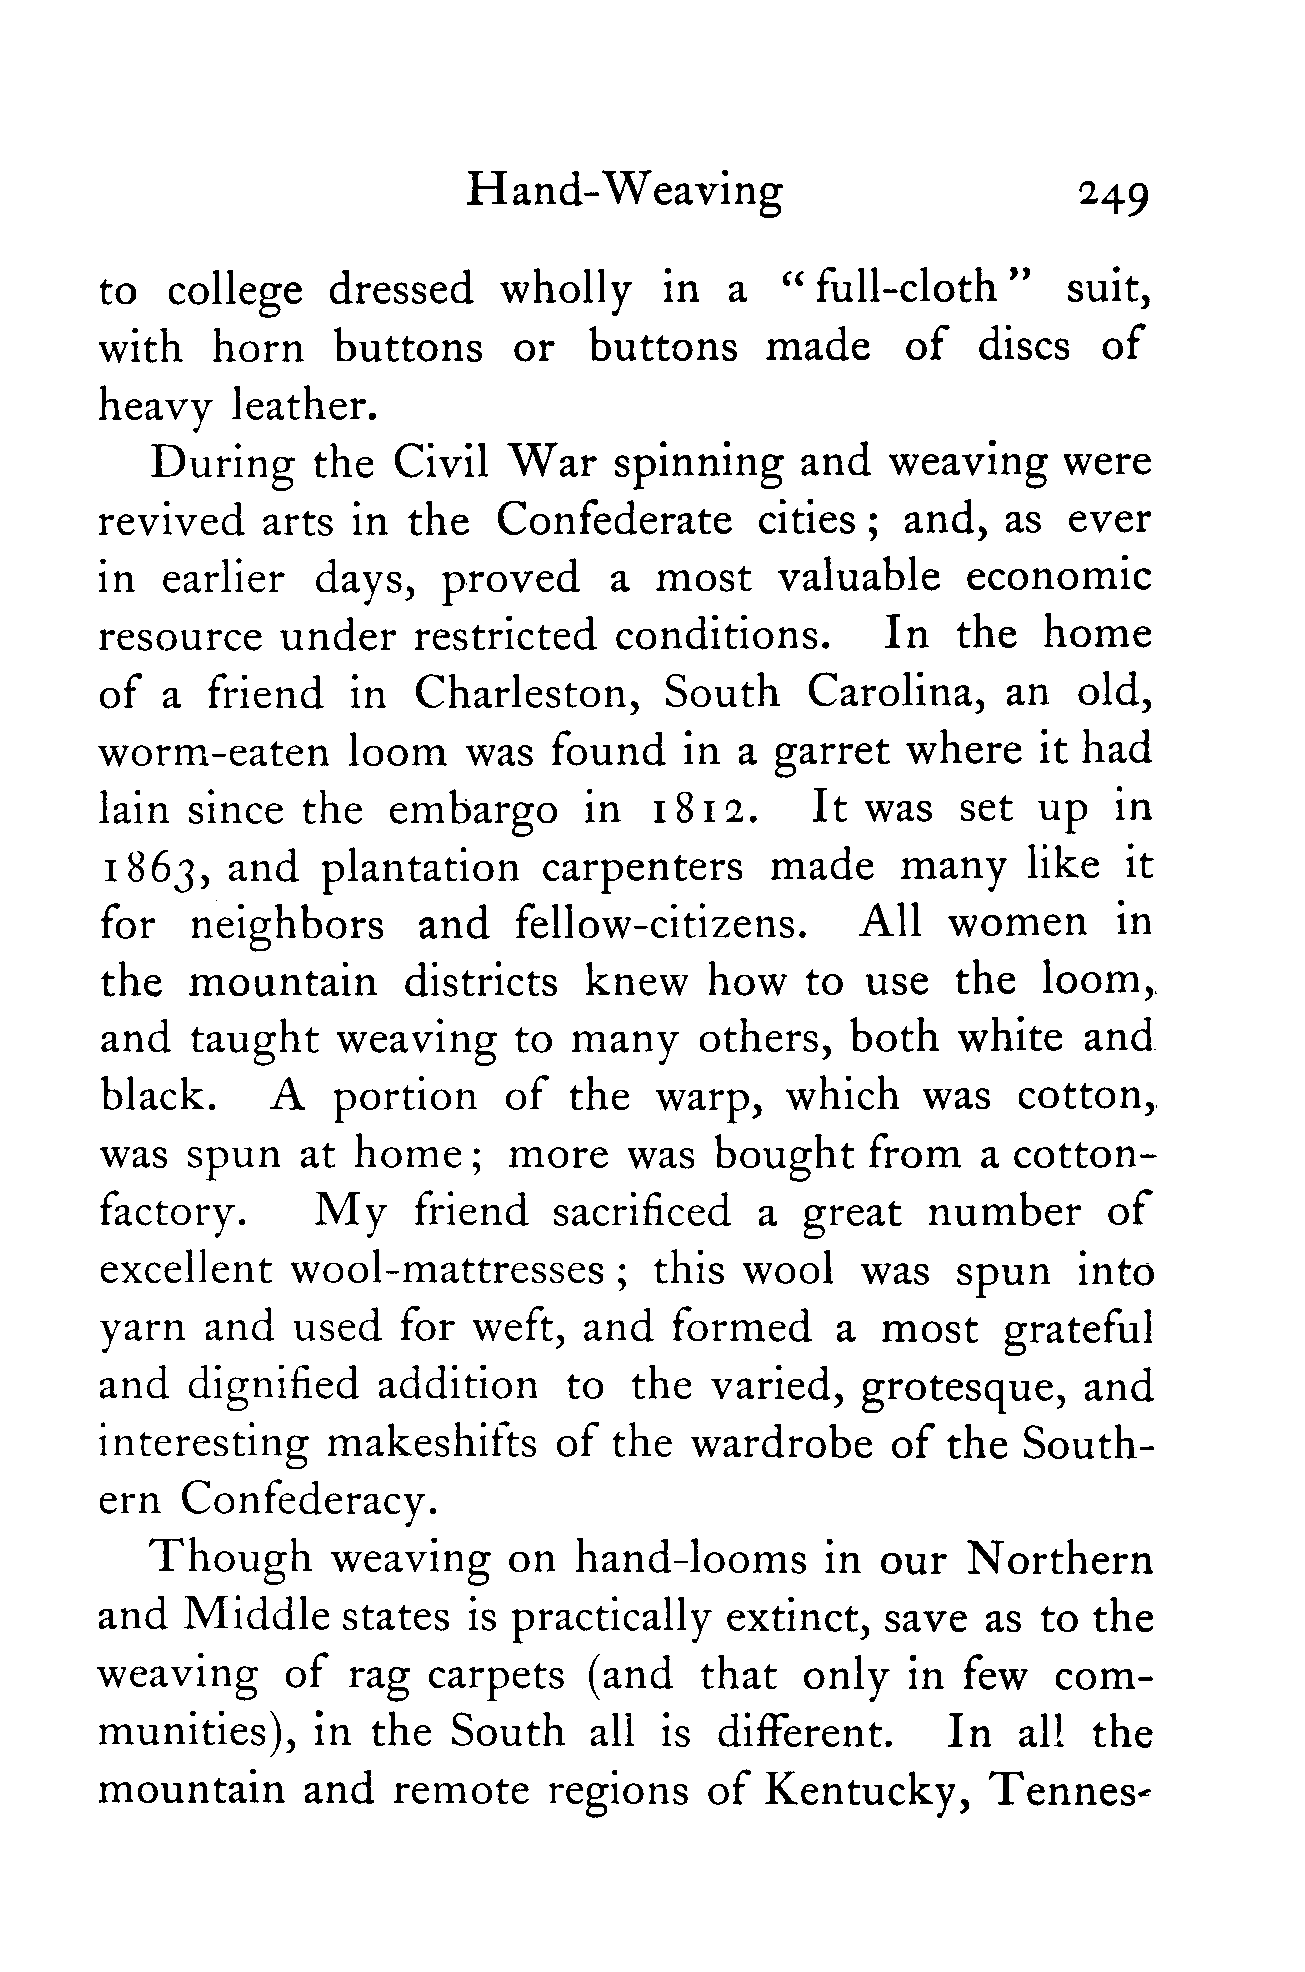 Hand-Weaving 249
to college dressed wholly in a “full-cloth” suit,
with horn buttons or buttons made of discs of
heavy leather.
During the Civil War spinning and weaving were
revived arts in the Confederate cities; and, as ever
in earlier days, proved a most valuable economic
resource under restricted conditions. In the home
of a friend in Charleston, South Carolina, an old,
worm-eaten loom was found in a garret where it had
lain since the embargo in 1812. It was set up in
1863, and plantation carpenters made many like it
for neighbors and fellow-citizens. All women in
the mountain districts knew how to use the loom,
and taught weaving to many others, both white and
black. A portion of the warp, which was cotton,
was spun at home; more was bought from a cotton-
factory. My friend sacrificed a great number of
excellent wool-mattresses; this wool was spun into
yarn and used for weft, and formed a most grateful
and dignified addition to the varied, grotesque, and
interesting makeshifts of the wardrobe of the South-
ern Confederacy.
Though weaving on hand-looms in our Northern
and Middle states is practically extinct, save as to the
weaving of rag carpets (and that only in few com-
munities), in the South all is different. In all the
mountain and remote regions of Kentucky, Tennes-